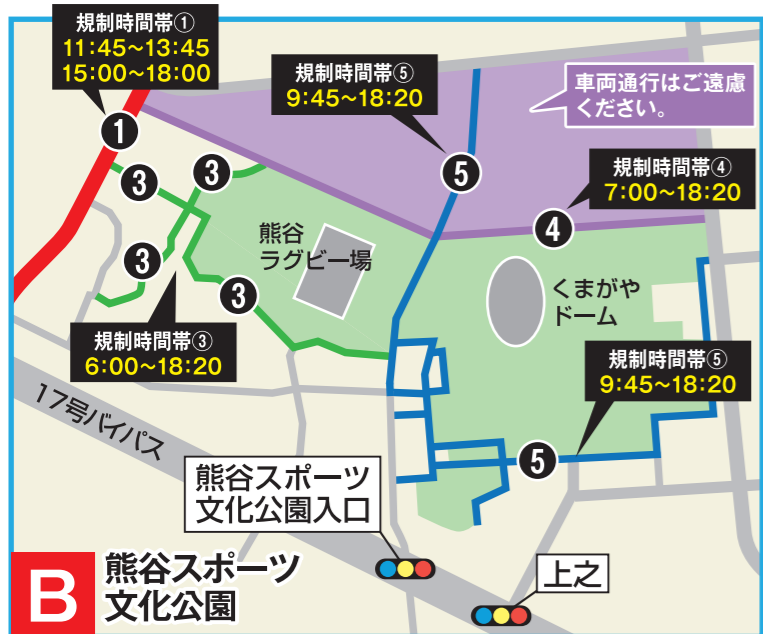 規制時間帯①
11:45~13:45
15:00~18:00
規制時間帯⑤
9:45~18:20
車両通行はご遠慮
ください。
1
3
3
5
規制時間帯④
7:00~18:20
4
熊谷
ラグビー場
3
3
くまがや
ドーム
規制時間帯③
6:00~18:20
規制時間帯⑤
9:45~18:20
17号バイパス
5
熊谷スポーツ
文化公園入口
上之
B
熊谷スポーツ
文化公園